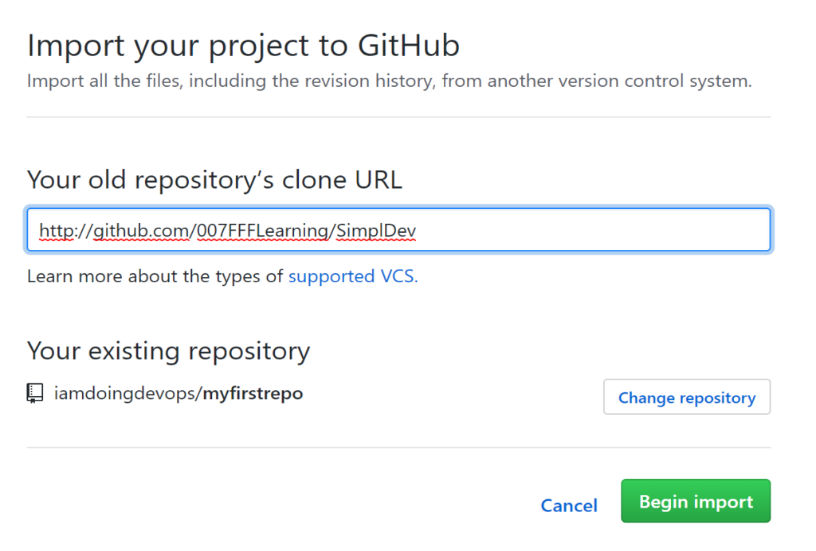 Import your project to GitHub
Import all the files, including the revision history, from another version control system.
Your old repository's clone URL
http://github.com/007FFFLearning/SimplDev
Learn more about the types of supported VCS.
Your existing repository
iamdoingdevops/myfirstrepo
Change repository
Cancel
Begin import